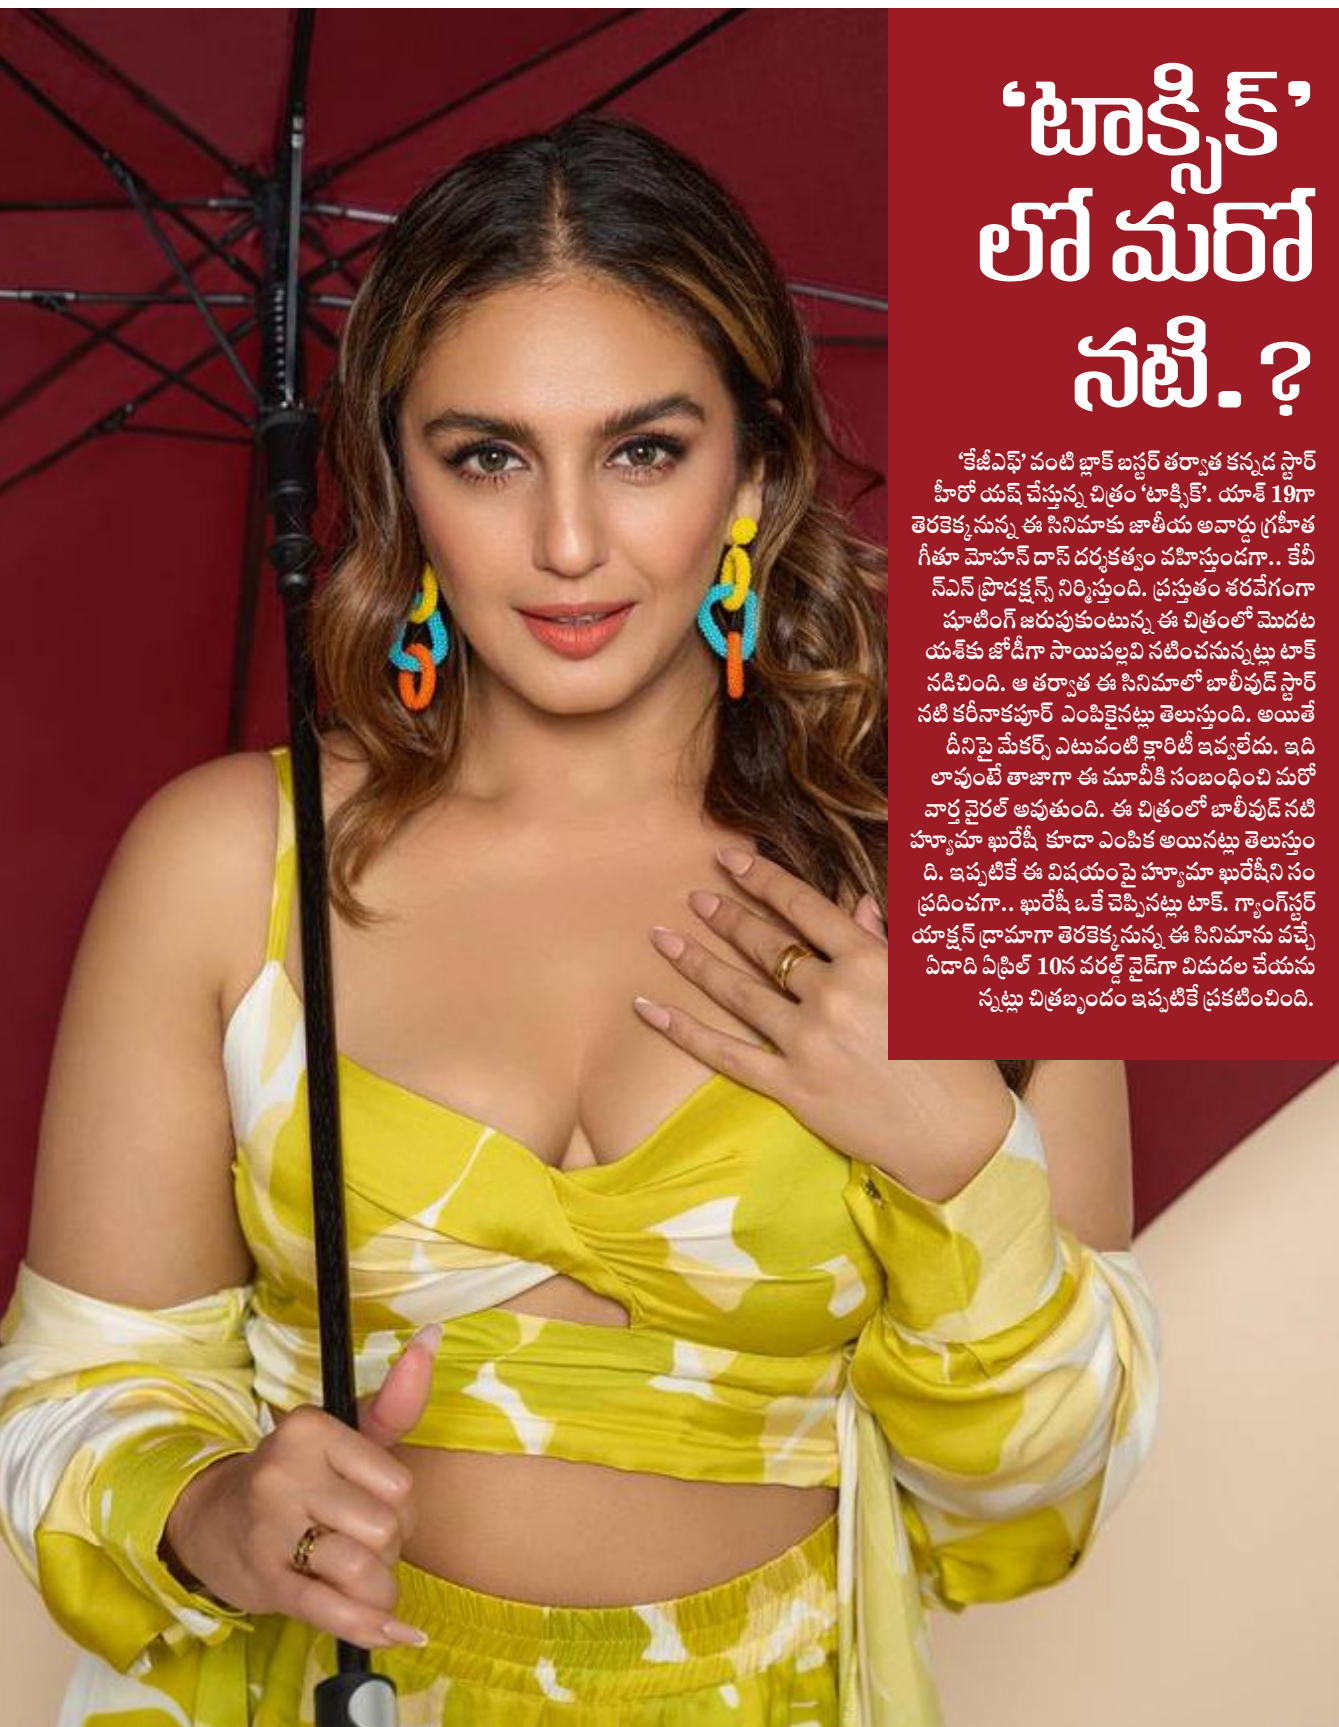 ‘టాక్సిక్’
లో మరో
నటి. ?
‘కేజీఎఫ్’ వంటి బ్లాక్ బస్టర్ తర్వాత కన్నడ స్టార్
హీరో యష్ చేస్తున్న చిత్రం ‘టాక్సిక్’. యాశ్ 19గా
తెరకెక్కనున్న ఈ సినిమాకు జాతీయ అవార్డు గ్రహీత
గీతూ మోహన్ దాస్ దర్శకత్వం వహిస్తుండగా.. కేవీ
న్ఎన్ ప్రొడక్షన్స్ నిర్మిస్తుంది. ప్రస్తుతం శరవేగంగా
షూటింగ్ జరుపుకుంటున్న ఈ చిత్రంలో మొదట
యశ్‌కు జోడీగా సాయిపల్లవి నటించనున్నట్లు టాక్
నడిచింది. ఆ తర్వాత ఈ సినిమాలో బాలీవుడ్ స్టార్
నటి కరీనాకపూర్ ఎంపికైనట్లు తెలుస్తుంది. అయితే
దీనిపై మేకర్స్ ఎటువంటి క్లారిటీ ఇవ్వలేదు. ఇది
లావుంటే తాజాగా ఈ మూవీకి సంబంధించి మరో
వార్త వైరల్ అవుతుంది. ఈ చిత్రంలో బాలీవుడ్ నటి
హ్యూమా ఖురేషీ కూడా ఎంపిక అయినట్లు తెలుస్తుం
ది. ఇప్పటికే ఈ విషయంపై హ్యూమా ఖురేషీని సం
ప్రదించగా.. ఖురేషీ ఒకే చెప్పినట్లు టాక్. గ్యాంగ్‌స్టర్
యాక్షన్ డ్రామాగా తెరకెక్కనున్న ఈ సినిమాను వచ్చే
ఏడాది ఏప్రిల్ 10న వరల్డ్ వైడ్‌గా విడుదల చేయను
న్నట్లు చిత్రబృందం ఇప్పటికే ప్రకటించింది.